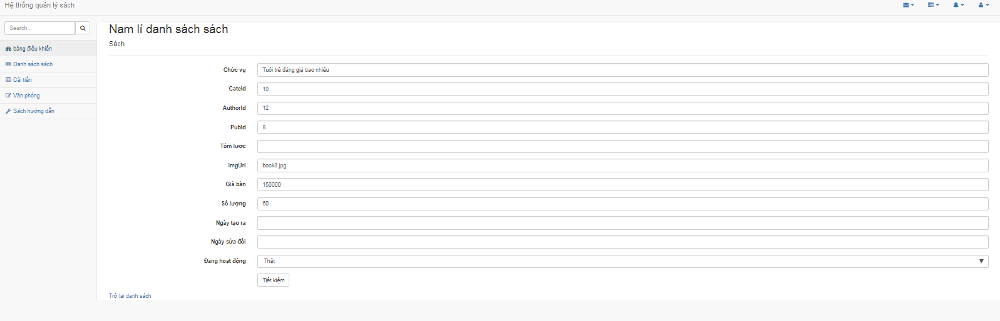 Hệ thống quản lý sách
Search...
bảng điều khiển
Danh sách sách
Cải tiến
Văn phòng
Sách hướng dẫn
Nam lí danh sách sách
Sách
Chức vụ Tuổi trẻ đáng giá bao nhiêu
CateId 10
AuthorId 12
PubId 8
Tóm lược
ImgUrl book3.jpg
Giá bán 150000
Số lượng 50
Ngày tạo ra
Ngày sửa đổi
Đang hoạt động Thật
Tiết kiệm
Trở lại danh sách